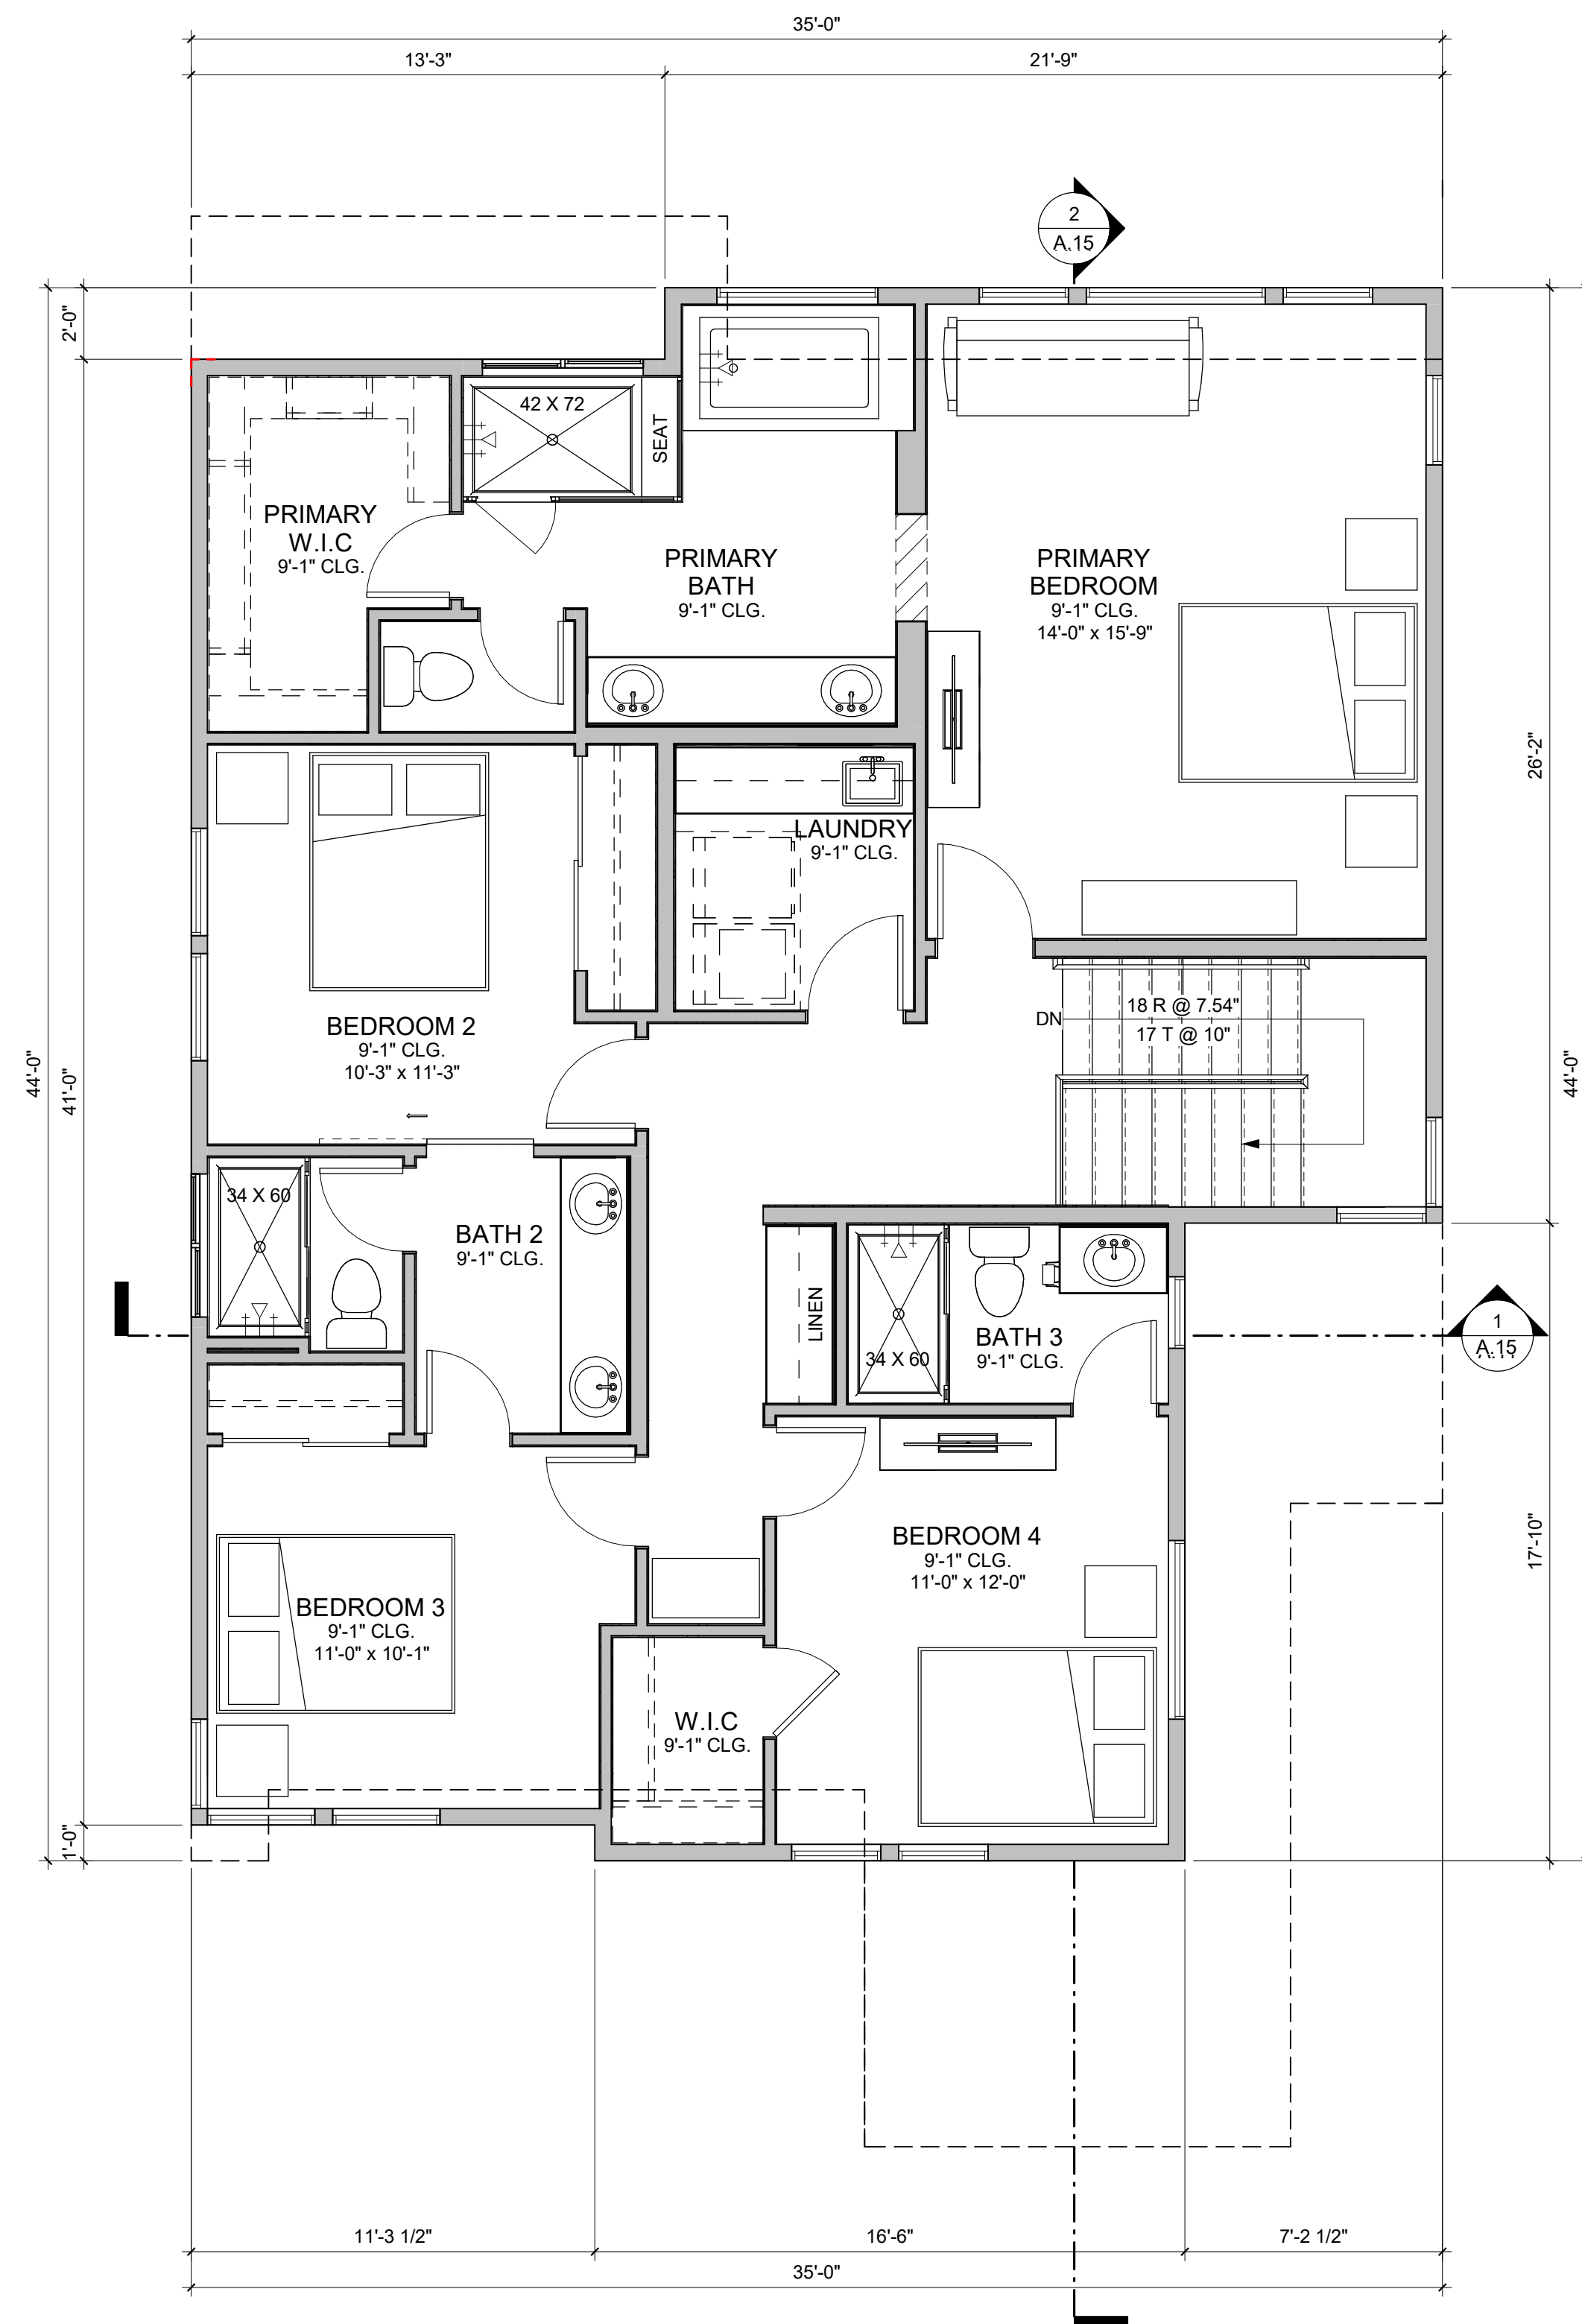 35'-0"
13'-3"
21'-9"
2
A.15
2'-0"
42 X 72
SEAT
PRIMARY
W.I.C
9'-1" CLG.
PRIMARY
BATH
9'-1" CLG.
PRIMARY
BEDROOM
9'-1" CLG.
14'-0" x 15'-9"
26'-2"
LAUNDRY
9'-1" CLG.
18 R @ 7.54"
DN
17 T @ 10"
BEDROOM 2
9'-1" CLG.
10'-3" x 11'-3"
44'-0"
41'-0"
44'-0"
34 X 60
BATH 2
9'-1" CLG.
LINEN
BATH 3
9'-1" CLG.
34 X 60
1
A.15
BEDROOM 4
9'-1" CLG.
11'-0" x 12'-0"
17'-10"
BEDROOM 3
9'-1" CLG.
11'-0" x 10'-1"
W.I.C
9'-1" CLG.
1'-0"
11'-3 1/2"
16'-6"
7'-2 1/2"
35'-0"